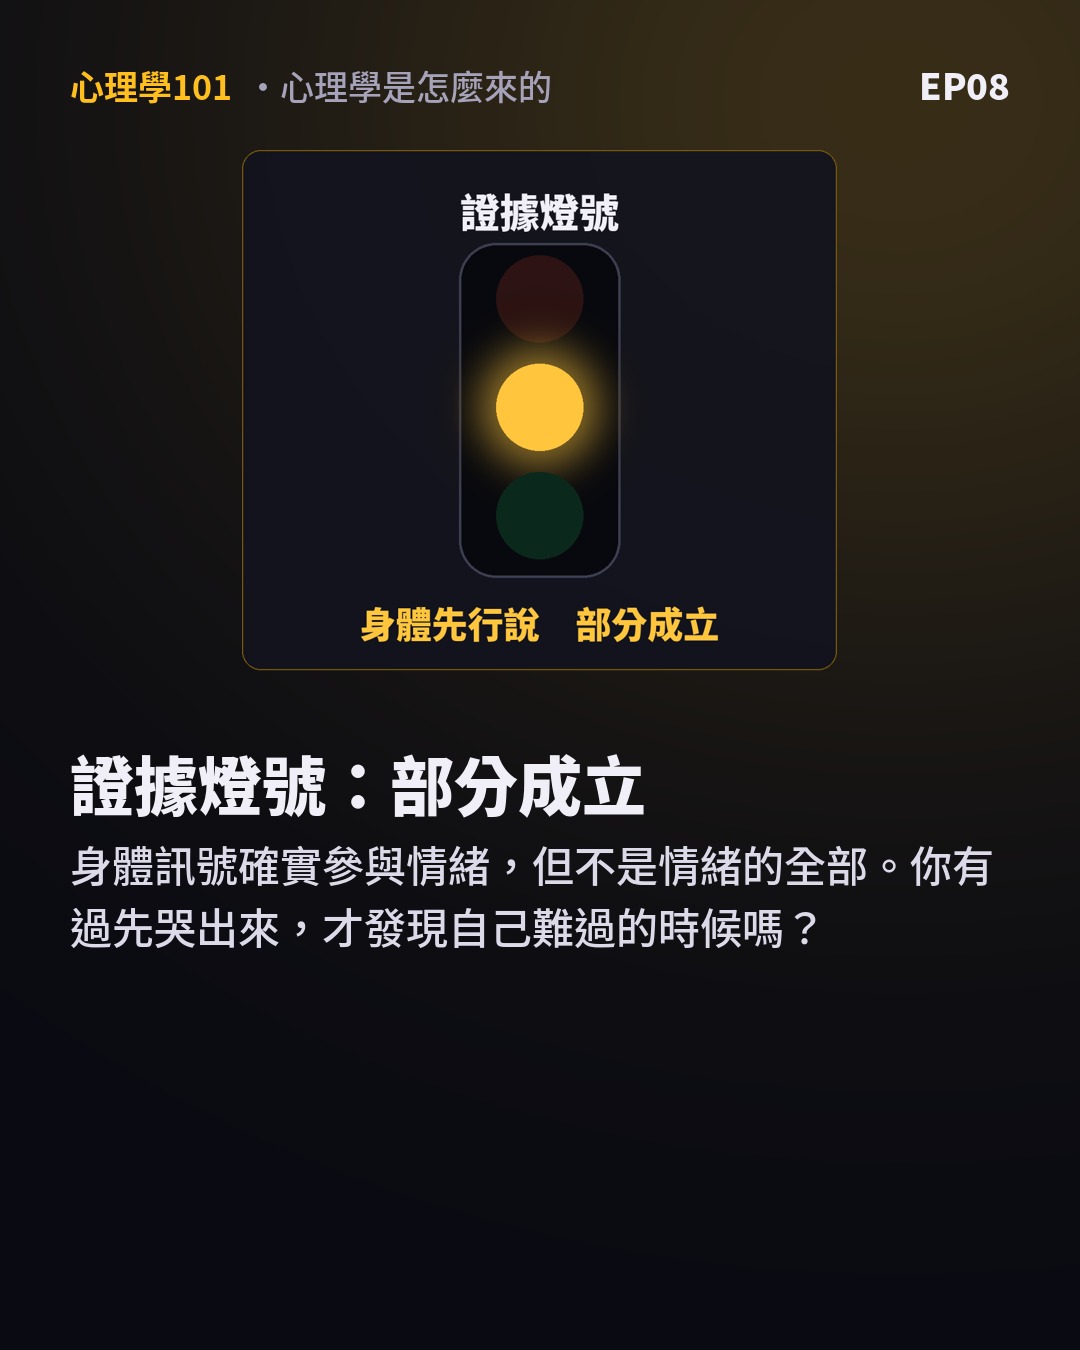 心理學101 ・心理學是怎麼來的
EP08
證據燈號
身體先行說　部分成立
證據燈號：部分成立
身體訊號確實參與情緒，但不是情緒的全部。你有
過先哭出來，才發現自己難過的時候嗎？